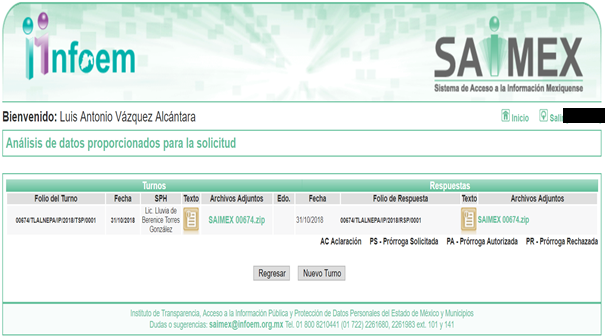 infoem
SAIMEX
Sistema de Acceso a la Información Mexiquense
Bienvenido: Luis Antonio Vázquez Alcántara
Inicio
Análisis de datos proporcionados para la solicitud
Turnos Respuestas
Folio del Turno Fecha SPH Texto Archivos Adjuntos Edo. Fecha Folio de Respuesta Texto Archivos Adjuntos
00674/TLALNEPA/IP/2018/TSP/0001 31/10/2018 Lic. Lluvia de Berenice Torres González SAIMEX 00674.zip 31/10/2018 00674/TLALNEPA/IP/2018/RSP/0001 SAIMEX 00674.zip
AC Aclaración PS - Prórroga Solicitada PA - Prórroga Autorizada PR - Prórroga Rechazada
Regresar Nuevo Turno
Instituto de Transparencia, Acceso a la Información Pública y Protección de Datos Personales del Estado de México y Municipios
Dudas o sugerencias: saimex@infoem.org.mx Tel. 01 800 8210441 (01 722) 2261680, 2261983 ext. 101 y 141